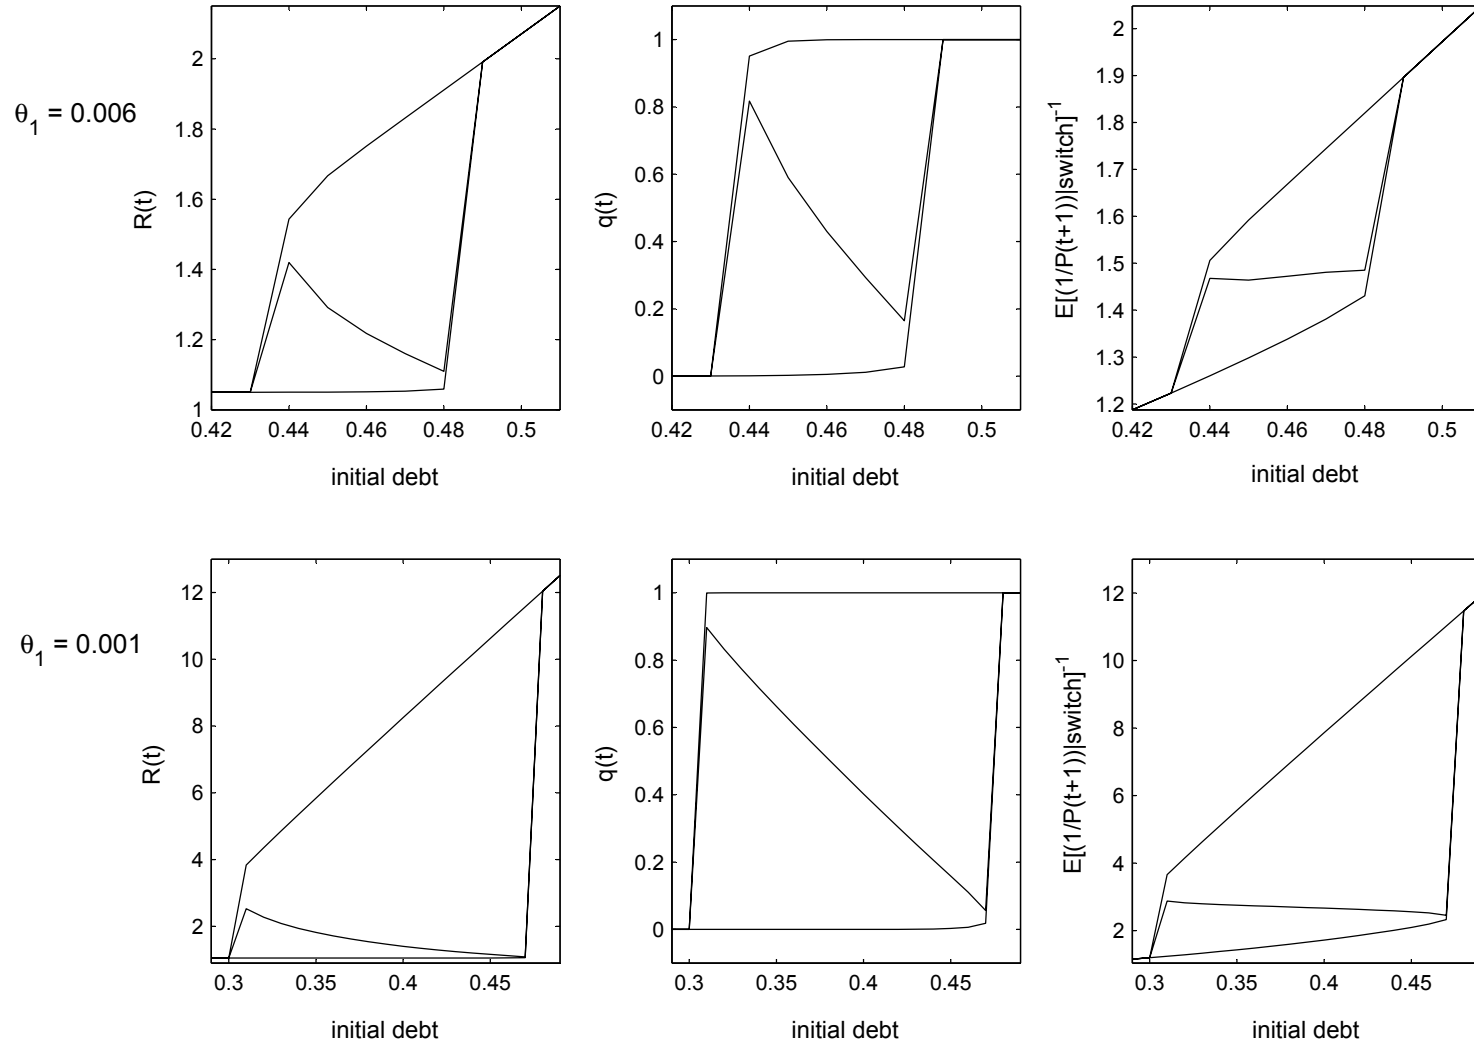 θ1 = 0.006
R(t)
2
1.8
1.6
1.4
1.2
1
0.42 0.44 0.46 0.48 0.5
initial debt
q(t)
1
0.8
0.6
0.4
0.2
0
0.42 0.44 0.46 0.48 0.5
initial debt
E[(1/P(t+1))|switch]-1
2
1.9
1.8
1.7
1.6
1.5
1.4
1.3
1.2
0.42 0.44 0.46 0.48 0.5
initial debt
θ1 = 0.001
R(t)
12
10
8
6
4
2
0.3 0.35 0.4 0.45
initial debt
q(t)
1
0.8
0.6
0.4
0.2
0
0.3 0.35 0.4 0.45
initial debt
E[(1/P(t+1))|switch]-1
12
10
8
6
4
2
0.3 0.35 0.4 0.45
initial debt